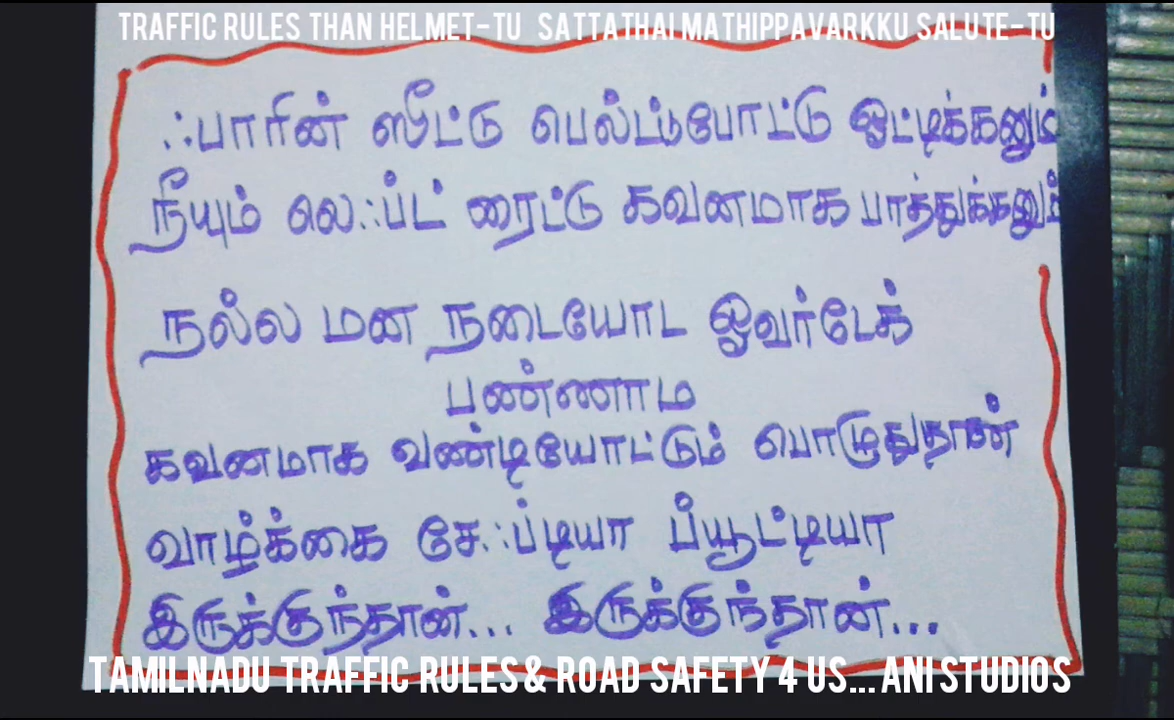 TRAFFIC RULES THAN HELMET-TU SATTATHAI MATHIPPAVARKKU SALUTE-TU
ஃபாரின் ஸீட்டு பெல்ட்டுபோட்டு ஓட்டிக்கனும்
நீயும் லெஃப்ட் ரைட்டு கவனமாக பாத்துக்கனும்
நல்ல மன நடையோட ஓவர்டேக்
பண்ணாம
கவனமாக வண்டியோட்டும் பொழுதுதான்
வாழ்க்கை சேஃப்டியா ப்யூட்டியா
இருக்குந்தான்... இருக்குந்தான்...
TAMILNADU TRAFFIC RULES & ROAD SAFETY 4 US... ANI STUDIOS